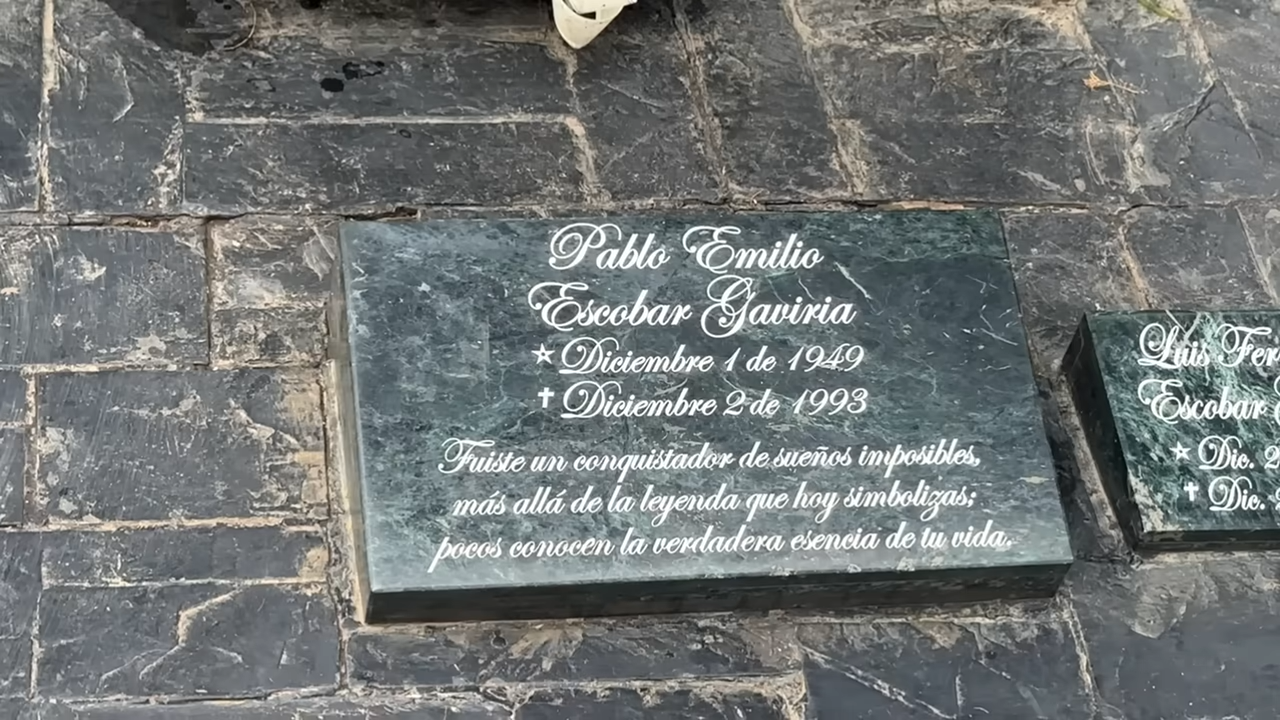 Pablo Emilio
Escobar Gaviria
☆ Diciembre 1 de 1949
✝ Diciembre 2 de 1993
Fuiste un conquistador de sueños imposibles,
más allá de la leyenda que hoy simbolizas;
pocos conocen la verdadera esencia de tu vida.
Luis
Escobar
☆ Dic.
✝ Dic.